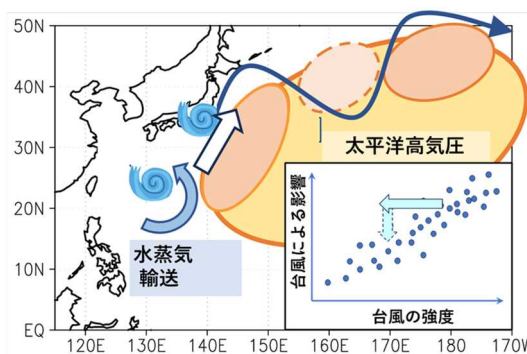 50N
40N
30N
20N
10N
EQ
太平洋高気圧
水蒸気
輸送
台風による影響
台風の強度
120E
130E
140E
150E
160E
170E
180
170W